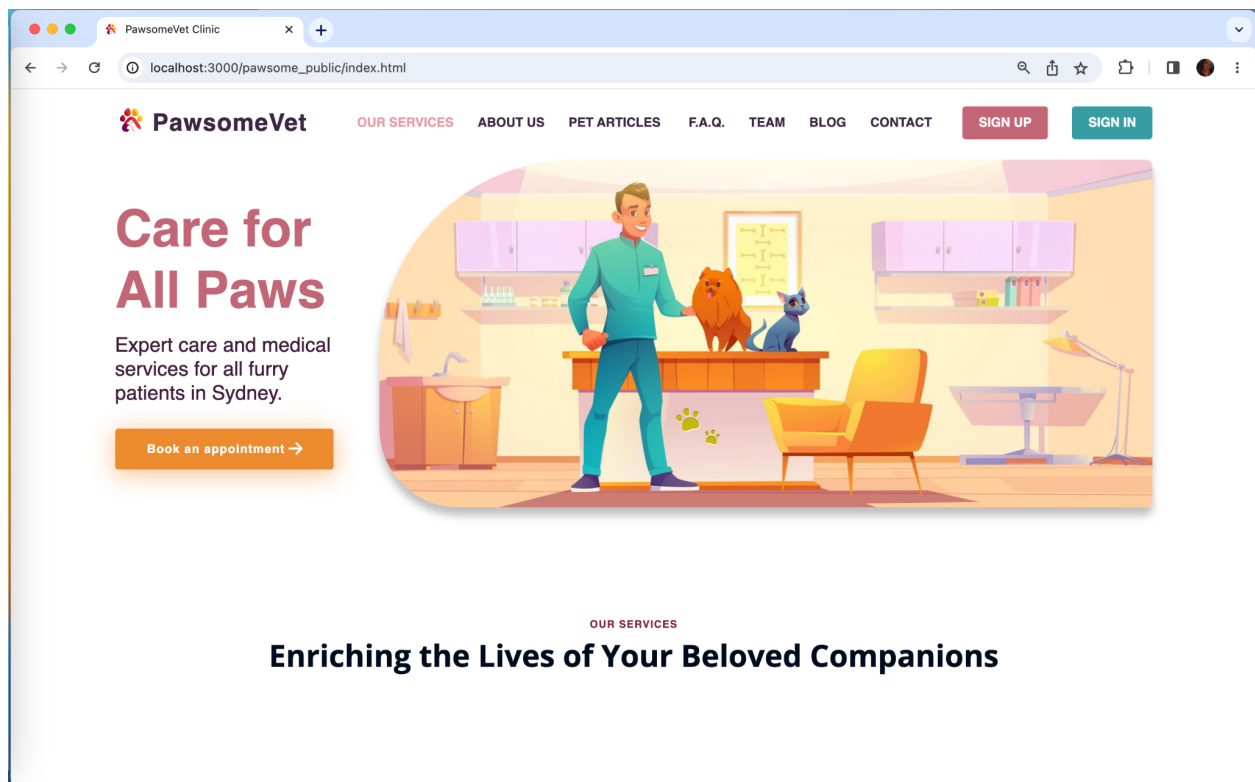 PawsomeVet Clinic
localhost:3000/pawsome_public/index.html
PawsomeVet OUR SERVICES ABOUT US PET ARTICLES F.A.Q. TEAM BLOG CONTACT SIGN UP SIGN IN
Care for
All Paws
Expert care and medical
services for all furry
patients in Sydney.
Book an appointment →
OUR SERVICES
Enriching the Lives of Your Beloved Companions